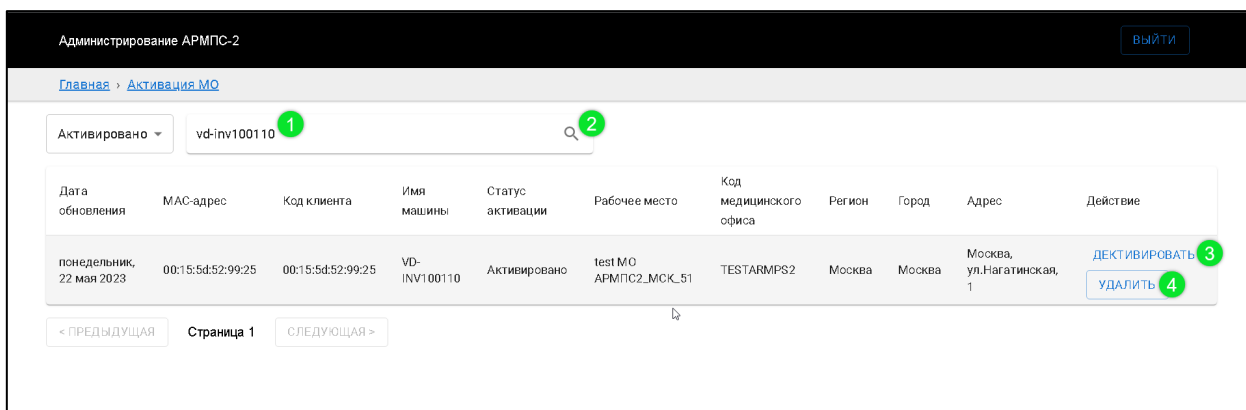 Администрирование АРМПС-2
ВЫЙТИ
Главная › Активация МО
Активировано
vd-inv100110
1
2
Дата обновления
MAC-адрес
Код клиента
Имя машины
Статус активации
Рабочее место
Код медицинского офиса
Регион
Город
Адрес
Действие
понедельник, 22 мая 2023
00:15:5d:52:99:25
00:15:5d:52:99:25
VD-INV100110
Активировано
test МО АРМПС2_МСК_51
TESTARMPS2
Москва
Москва
Москва, ул.Нагатинская, 1
ДЕКТИВИРОВАТЬ
3
УДАЛИТЬ
4
< ПРЕДЫДУЩАЯ
Страница 1
СЛЕДУЮЩАЯ >